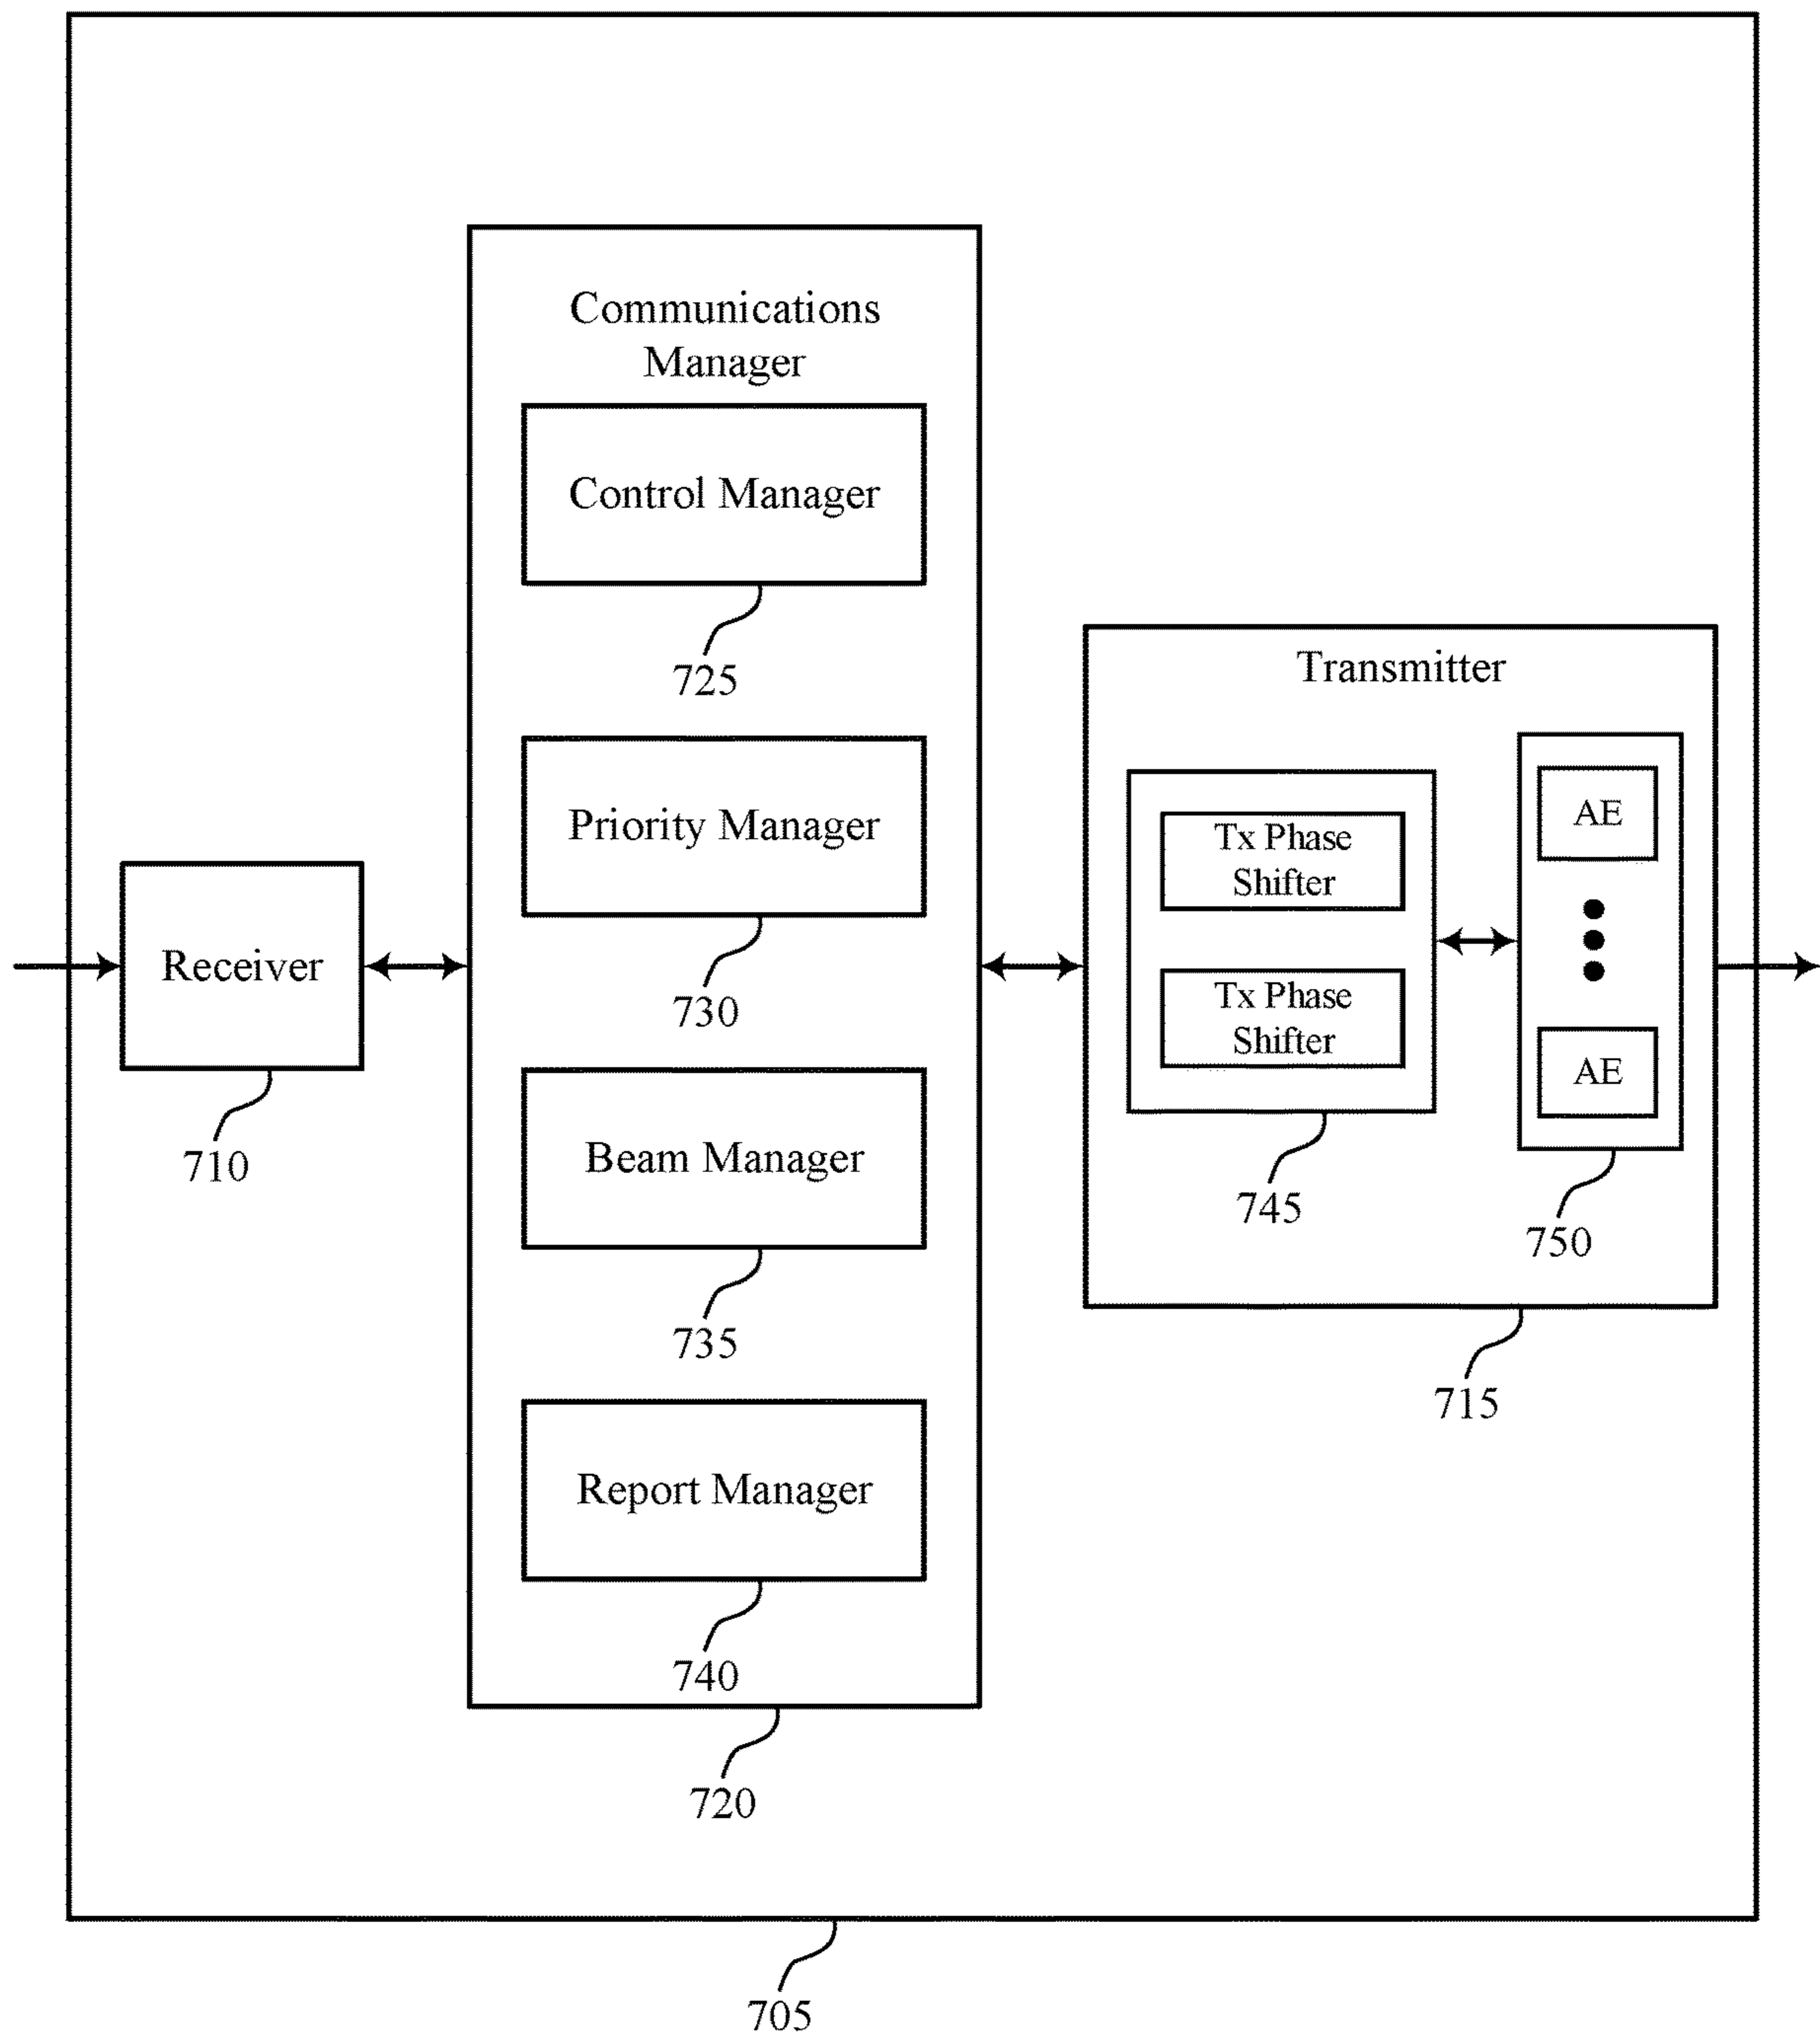 Communications
Manager
Control Manager
725
Priority Manager
730
Beam Manager
735
Report Manager
740
720
Receiver
710
Transmitter
Tx Phase
Shifter
Tx Phase
Shifter
745
AE
AE
750
715
705